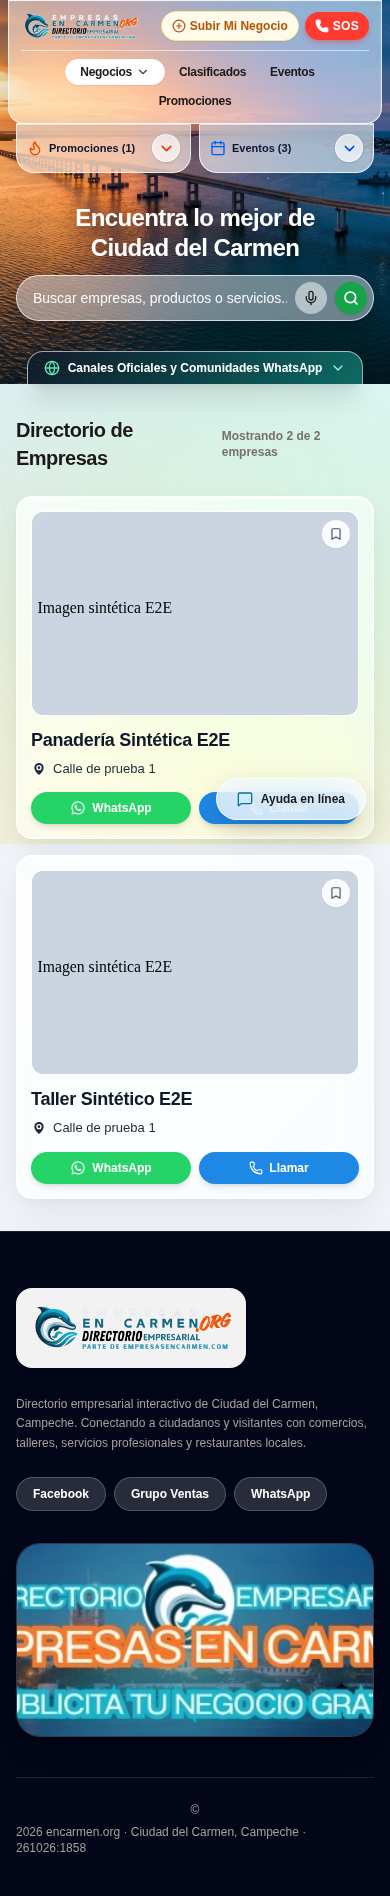 EMPRESAS
EN CARMEN
.ORG
DIRECTORIO EMPRESARIAL
Subir Mi Negocio
SOS
Negocios
Clasificados
Eventos
Promociones
Promociones (1)
Eventos (3)
Encuentra lo mejor de
Ciudad del Carmen
Buscar empresas, productos o servicios..
Canales Oficiales y Comunidades WhatsApp
Directorio de
Empresas
Mostrando 2 de 2
empresas
Imagen sintética E2E
Panadería Sintética E2E
Calle de prueba 1
WhatsApp
Ayuda en línea
Imagen sintética E2E
Taller Sintético E2E
Calle de prueba 1
WhatsApp
Llamar
EMPRESAS
EN CARMEN
.ORG
DIRECTORIO EMPRESARIAL
PARTE DE EMPRESASENCARMEN.COM
Directorio empresarial interactivo de Ciudad del Carmen,
Campeche. Conectando a ciudadanos y visitantes con comercios,
talleres, servicios profesionales y restaurantes locales.
Facebook
Grupo Ventas
WhatsApp
IRECTORIO EMPRESAR
PRESAS EN CARM
UBLICITA TU NEGOCIO GRAT
©
2026 encarmen.org · Ciudad del Carmen, Campeche ·
261026:1858